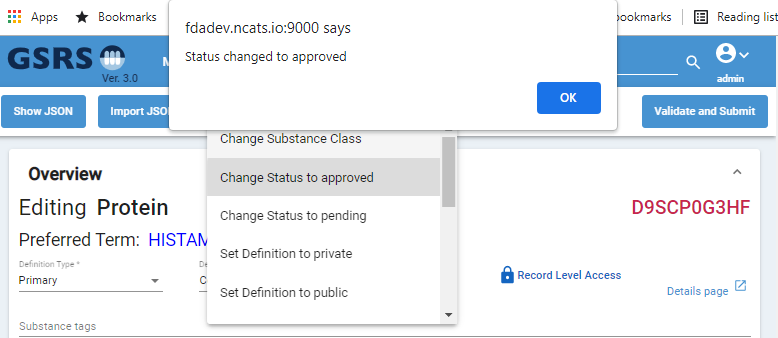 Apps
fdadev.ncats.io:9000 says
Status changed to approved
OK
Bookmarks
Reading list
GSRS
Ver. 3.0
M
admin
Show JSON
Import JSO
Validate and Submit
Change Substance Class
Change Status to approved
Change Status to pending
Set Definition to private
Set Definition to public
Overview
Editing Protein
D9SCP0G3HF
Preferred Term: HISTAM
Definition Type *
De
Primary
C
Record Level Access
Details page
Substance tags